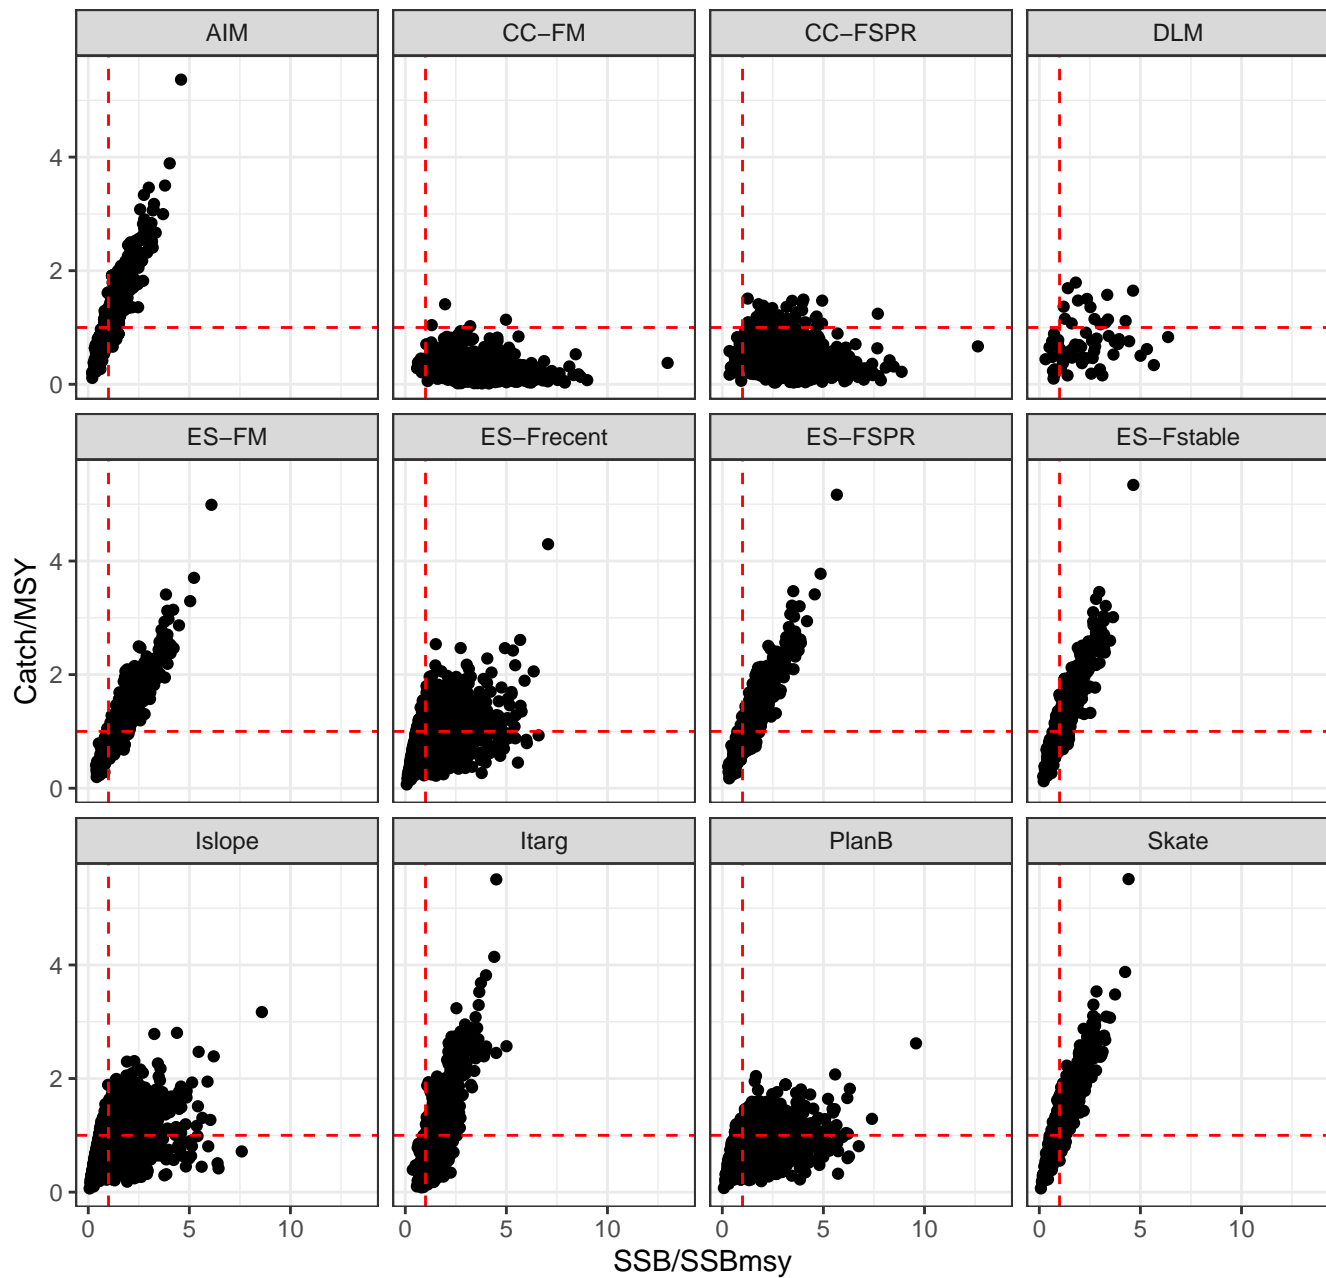 AIM CC−FM CC−FSPR DLM
4
2
0
ES−FM ES−Frecent ES−FSPR ES−Fstable
4
2
0
Islope Itarg PlanB Skate
4
2
0
0 5 10 0 5 10 0 5 10 0 5 10
SSB/SSBmsy
Catch/MSY